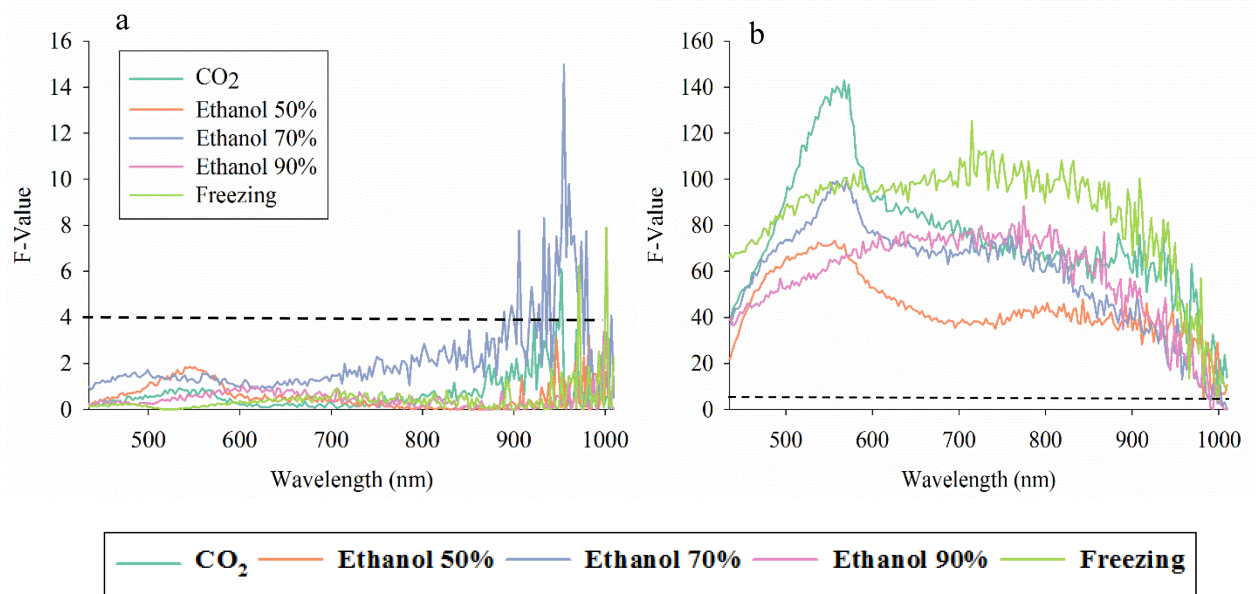 a
16
14
12
10
8
6
4
2
0
F-Value
CO₂
Ethanol 50%
Ethanol 70%
Ethanol 90%
Freezing
500 600 700 800 900 1000
Wavelength (nm)
b
160
140
120
100
80
60
40
20
0
F-Value
500 600 700 800 900 1000
Wavelength (nm)
CO₂ Ethanol 50% Ethanol 70% Ethanol 90% Freezing